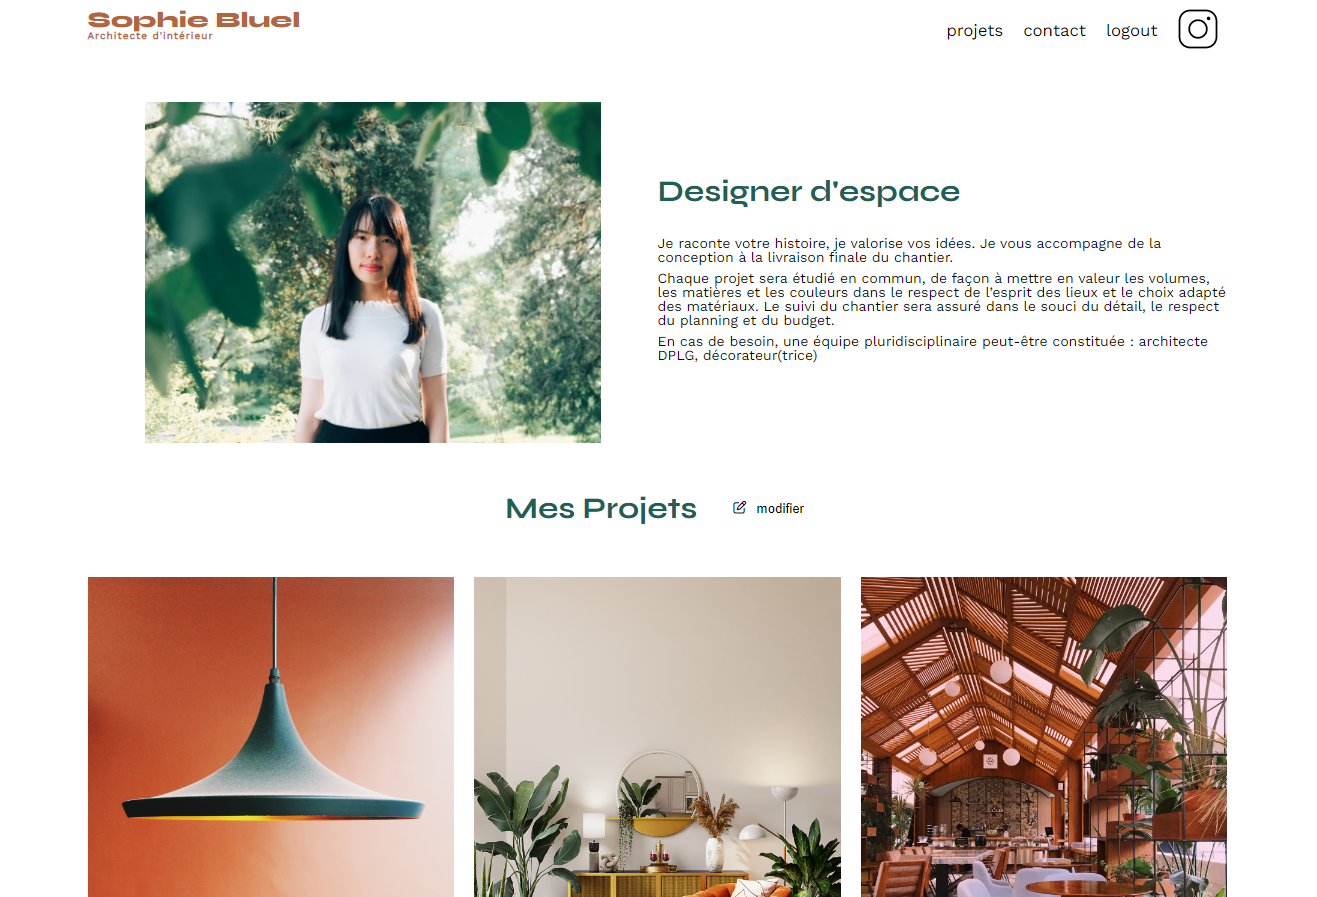 Sophie Bluel
Architecte d'intérieur
projets contact logout
Designer d'espace
Je raconte votre histoire, je valorise vos idées. Je vous accompagne de la
conception à la livraison finale du chantier.
Chaque projet sera étudié en commun, de façon à mettre en valeur les volumes,
les matières et les couleurs dans le respect de l’esprit des lieux et le choix adapté
des matériaux. Le suivi du chantier sera assuré dans le souci du détail, le respect
du planning et du budget.
En cas de besoin, une équipe pluridisciplinaire peut-être constituée : architecte
DPLG, décorateur(trice)
Mes Projets modifier